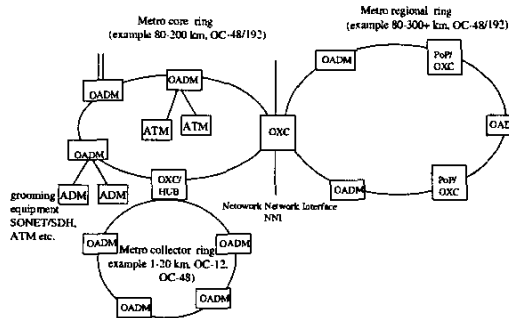 Metro core ring
(example 80-200 km, OC-48/192)
Metro regional ring
(example 80-300+ km, OC-48/192)
OADM
OADM
ATM
ATM
OADM
ADM
ADM
grooming
equipment
SONET/SDH,
ATM etc.
OXC/
HUB
OXC
Netowork Network Interface
NNI
OADM
PoP/
OXC
OAD
PoP/
OXC
OADM
OADM
OADM
Metro collector ring
example 1-20 km, OC-12,
OC-48)
OADM
OADM